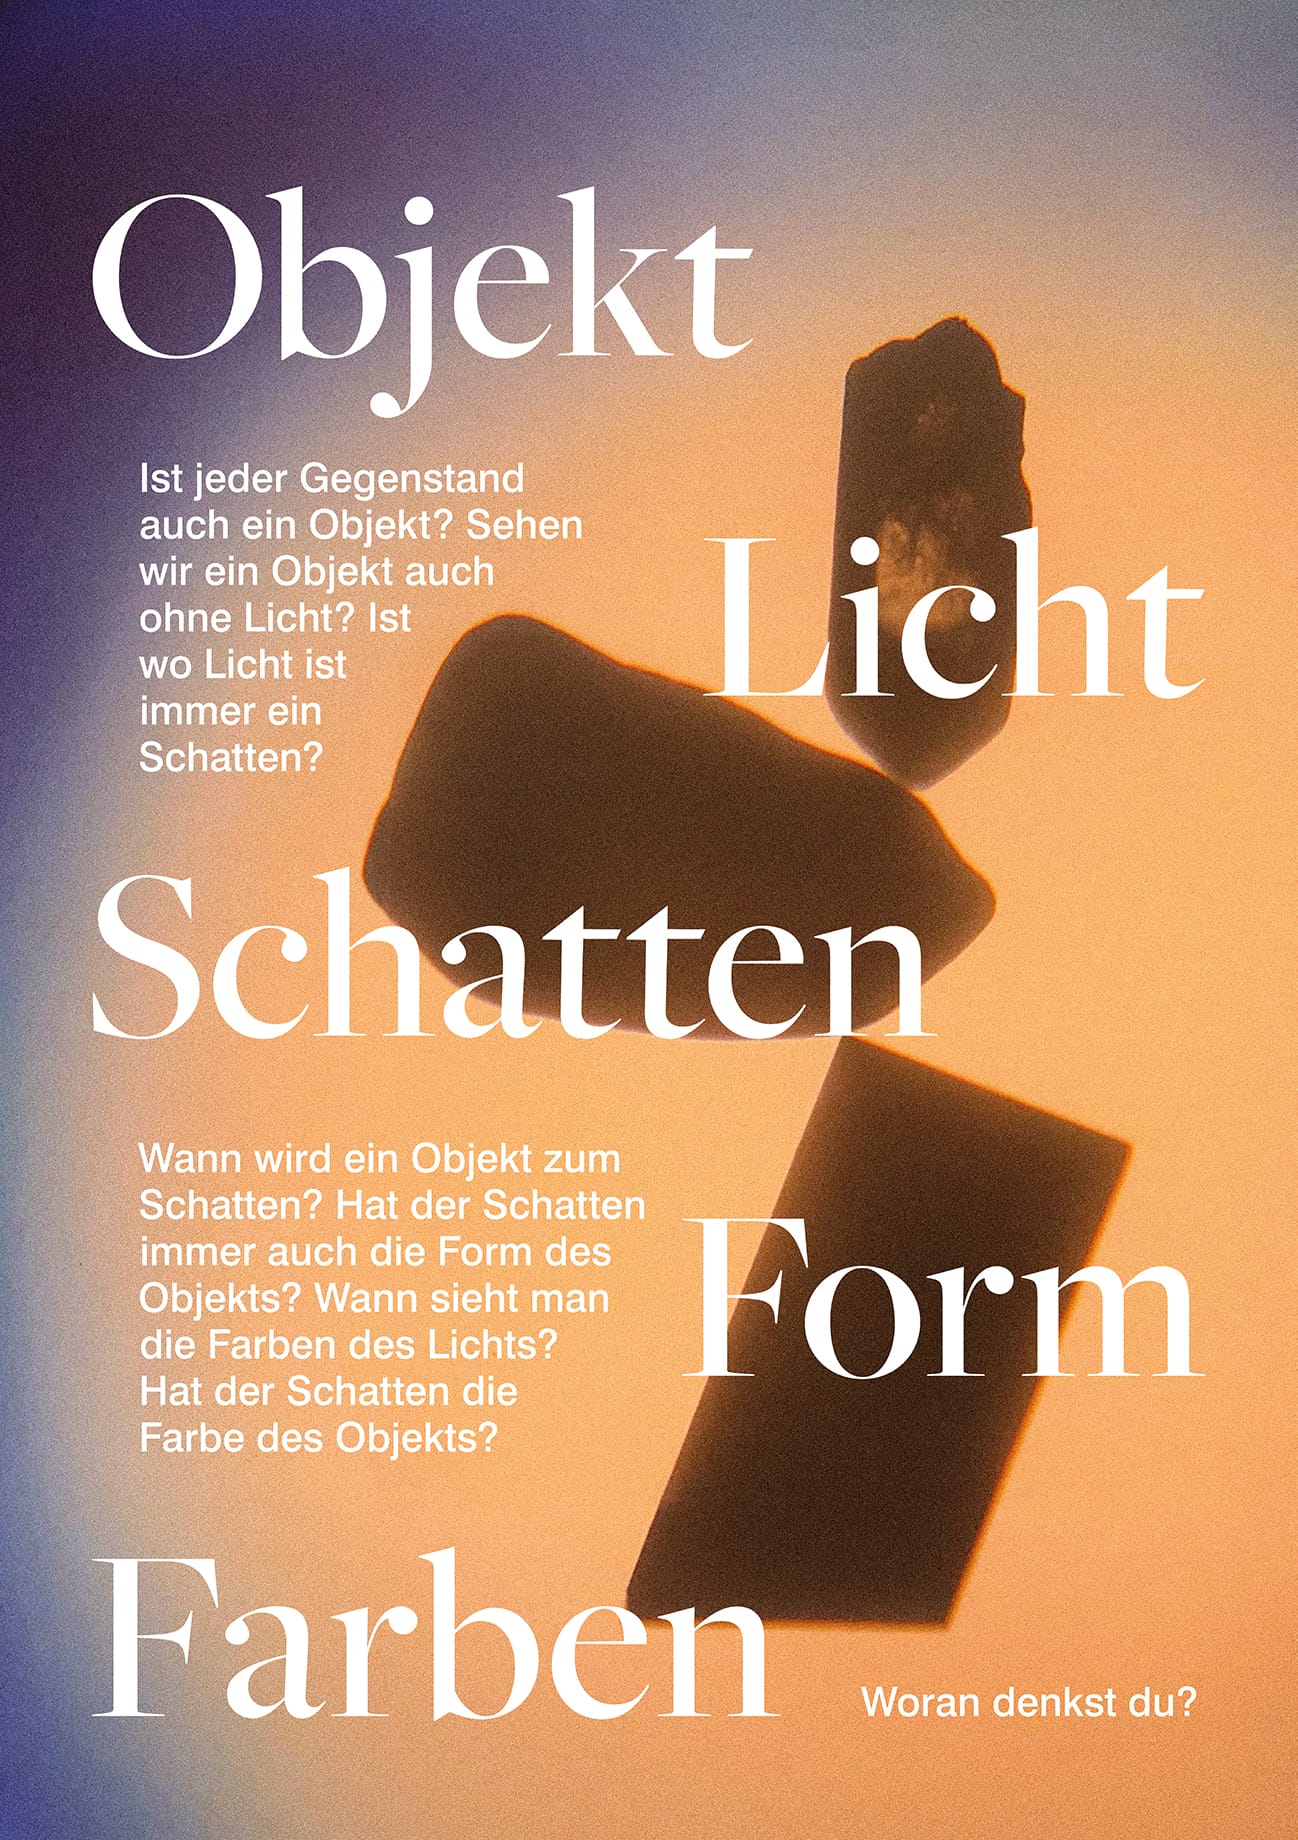 Objekt
Ist jeder Gegenstand
auch ein Objekt? Sehen
wir ein Objekt auch
ohne Licht? Ist
wo Licht ist
immer ein
Schatten?
Licht
Schatten
Wann wird ein Objekt zum
Schatten? Hat der Schatten
immer auch die Form des
Objekts? Wann sieht man
die Farben des Lichts?
Hat der Schatten die
Farbe des Objekts?
Form
Farben
Woran denkst du?